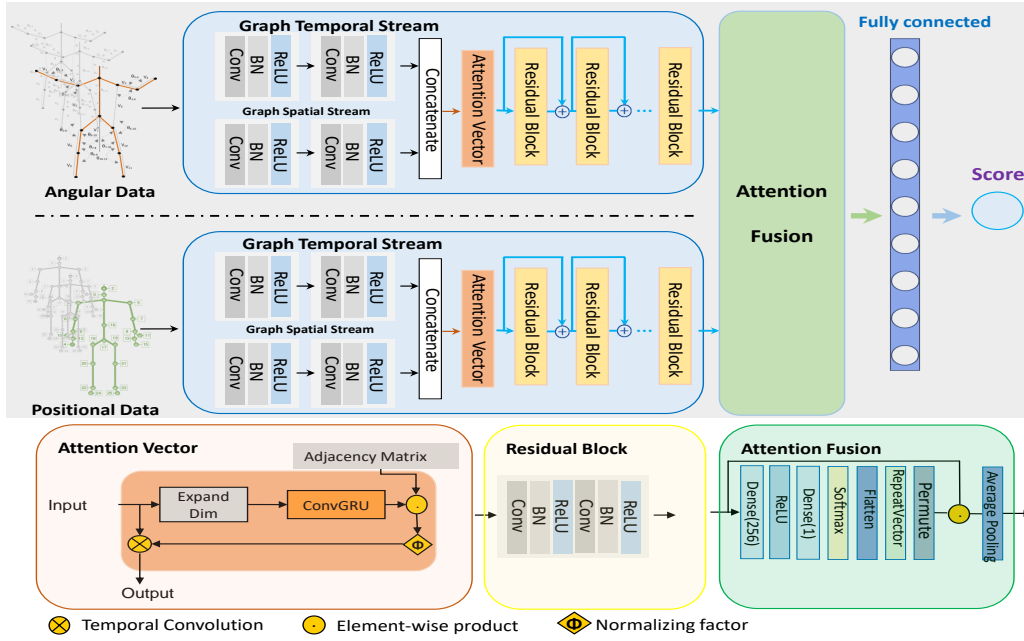 Graph Temporal Stream
Fully connected
Conv
BN
ReLU
Conv
BN
ReLU
Graph Spatial Stream
Conv
BN
ReLU
Conv
BN
ReLU
Concatenate
Attention Vector
Residual Block
Residual Block
...
Residual Block
Angular Data
Attention
Fusion
Score
Graph Temporal Stream
Conv
BN
ReLU
Conv
BN
ReLU
Graph Spatial Stream
Conv
BN
ReLU
Conv
BN
ReLU
Concatenate
Attention Vector
Residual Block
Residual Block
...
Residual Block
Positional Data
Attention Vector
Adjacency Matrix
Input
Expand
Dim
ConvGRU
Φ
Output
Residual Block
Conv
BN
ReLU
Conv
BN
ReLU
Attention Fusion
Dense(256)
ReLU
Dense(1)
Softmax
Flatten
RepeatVector
Permute
Average Pooling
Temporal Convolution
Element-wise product
Φ
Normalizing factor